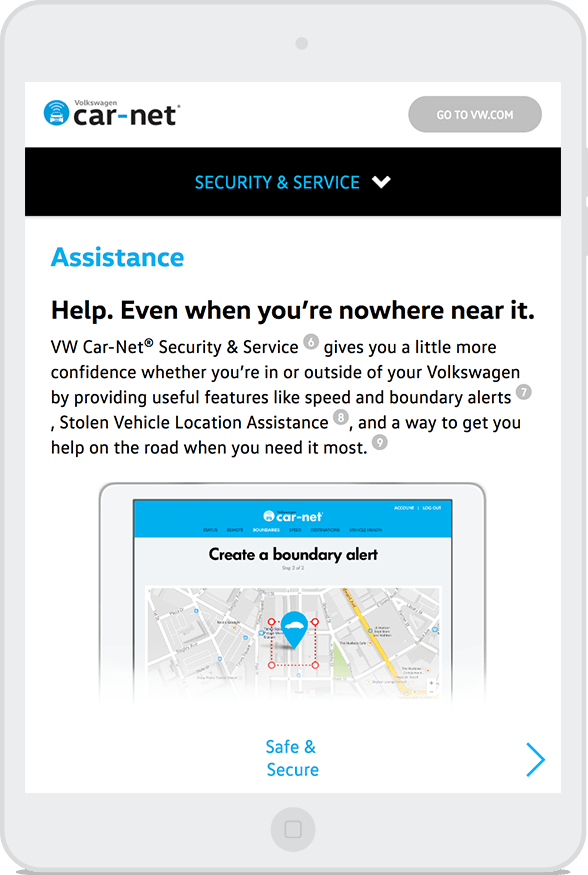 Volkswagen
car-net®
GO TO VW.COM
SECURITY & SERVICE
Assistance
Help. Even when you're nowhere near it.
VW Car-Net® Security & Service 6 gives you a little more
confidence whether you're in or outside of your Volkswagen
by providing useful features like speed and boundary alerts 7
, Stolen Vehicle Location Assistance 8, and a way to get you
help on the road when you need it most. 9
ACCOUNT | LOG OUT
Volkswagen
car-net
STATUS REMOTE BOUNDARIES SPEED DESTINATIONS VEHICLE HEALTH
Create a boundary alert
Step 2 of 2
Safe &
Secure